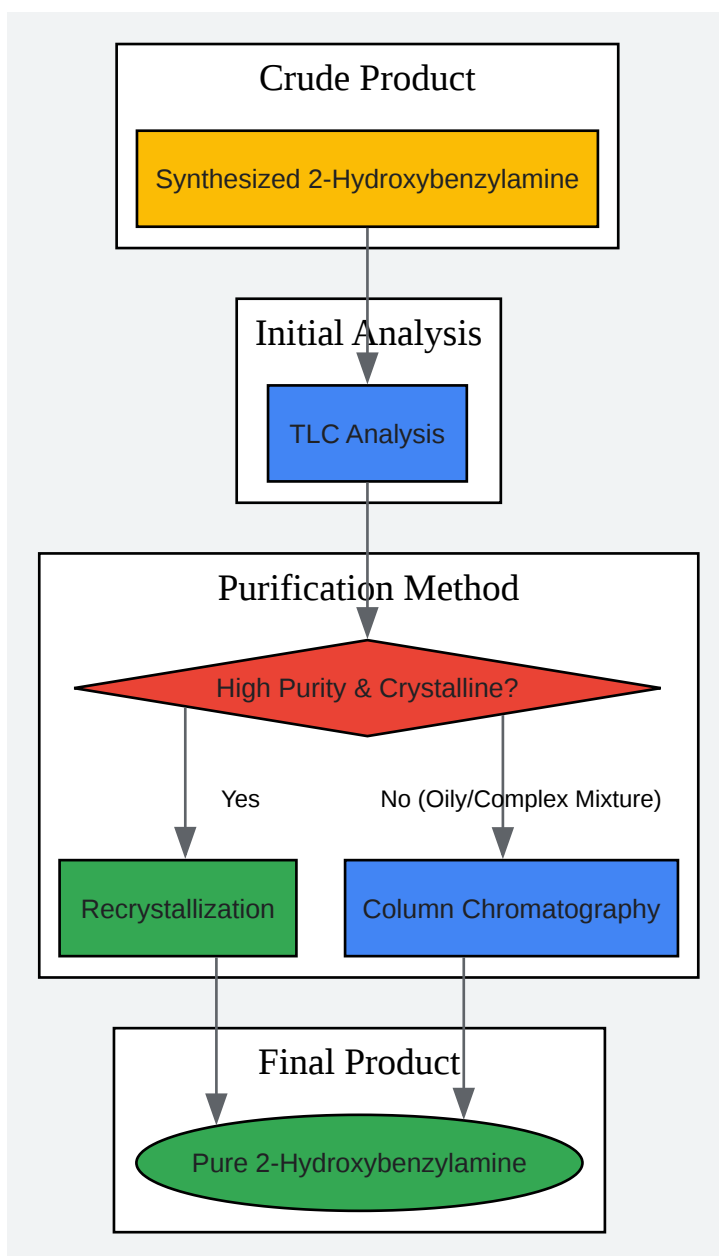 Crude Product
Synthesized 2-Hydroxybenzylamine
Initial Analysis
TLC Analysis
Purification Method
High Purity & Crystalline?
Yes
No (Oily/Complex Mixture)
Recrystallization
Column Chromatography
Final Product
Pure 2-Hydroxybenzylamine